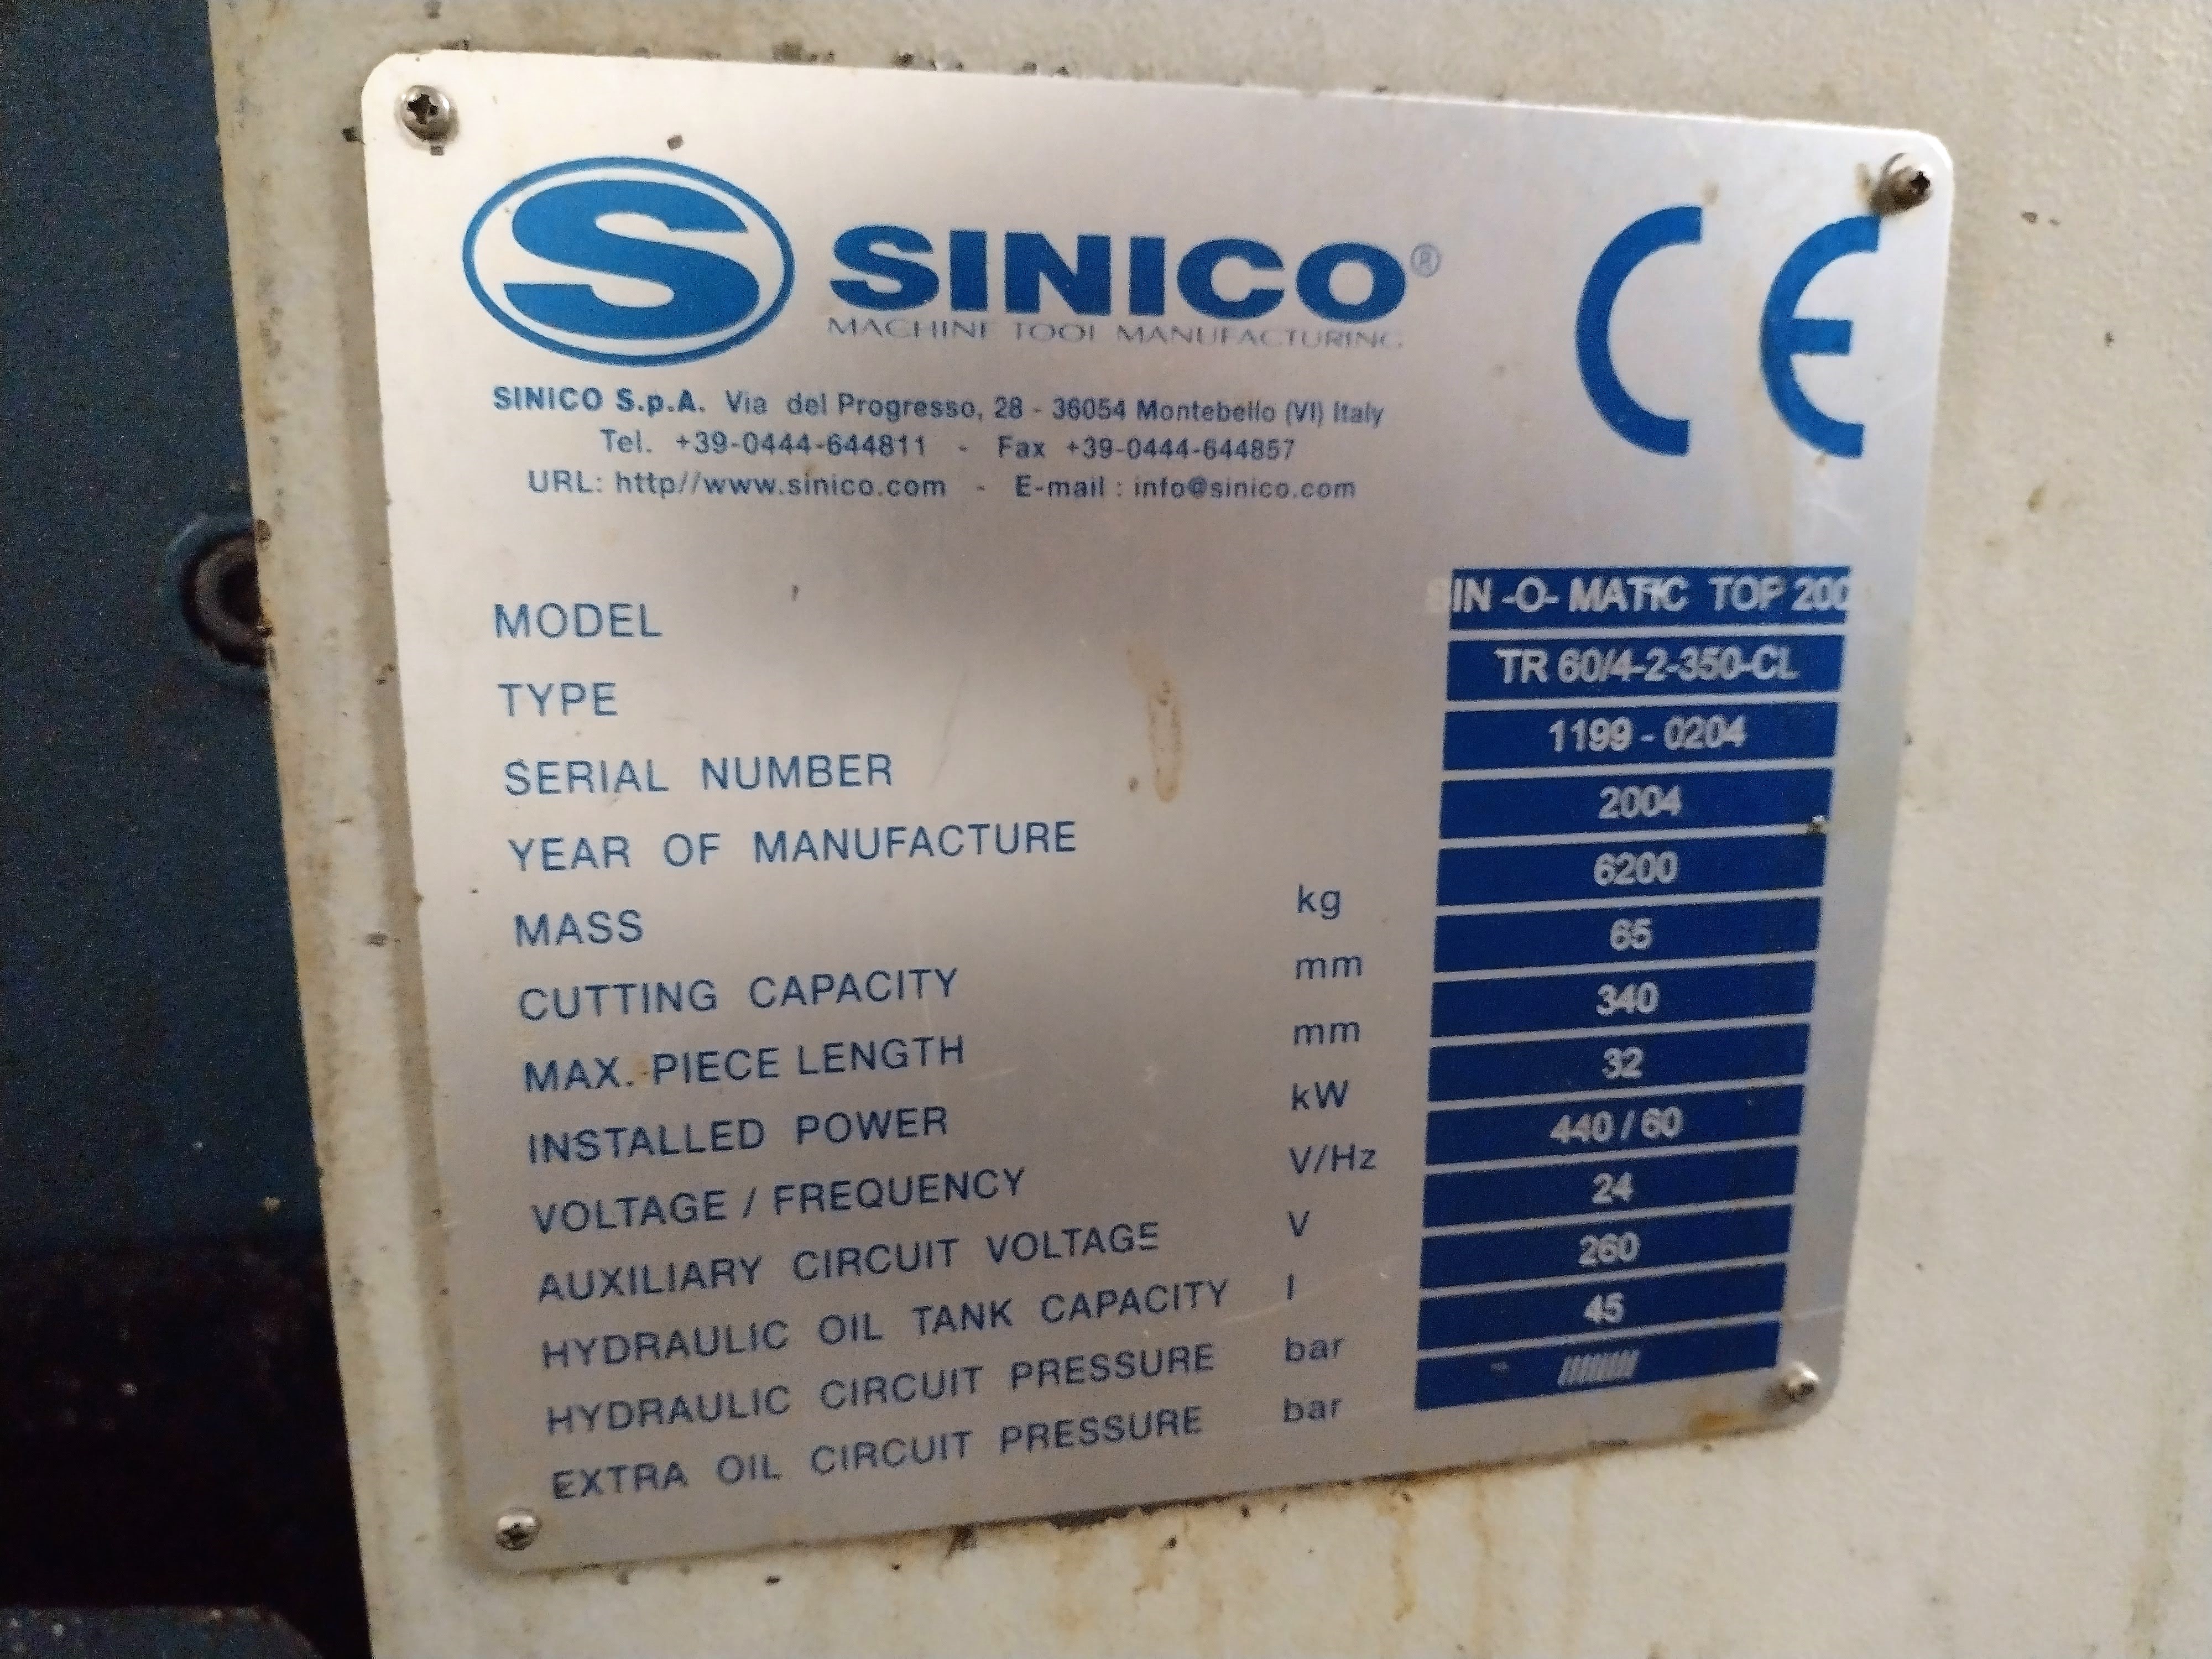 S SINICO®
MACHINE TOOL MANUFACTURING
CE
SINICO S.p.A. Via del Progresso, 28 - 36054 Montebello (VI) Italy
Tel. +39-0444-644811 - Fax +39-0444-644857
URL: http//www.sinico.com - E-mail : info@sinico.com
MODEL SIN -O- MATIC TOP 200
TYPE TR 60/4-2-350-CL
SERIAL NUMBER 1199 - 0204
YEAR OF MANUFACTURE 2004
MASS kg 6200
CUTTING CAPACITY mm 65
MAX. PIECE LENGTH mm 340
INSTALLED POWER kW 32
VOLTAGE / FREQUENCY V/Hz 440 / 60
AUXILIARY CIRCUIT VOLTAGE V 24
HYDRAULIC OIL TANK CAPACITY l 260
HYDRAULIC CIRCUIT PRESSURE bar 45
EXTRA OIL CIRCUIT PRESSURE bar ////////